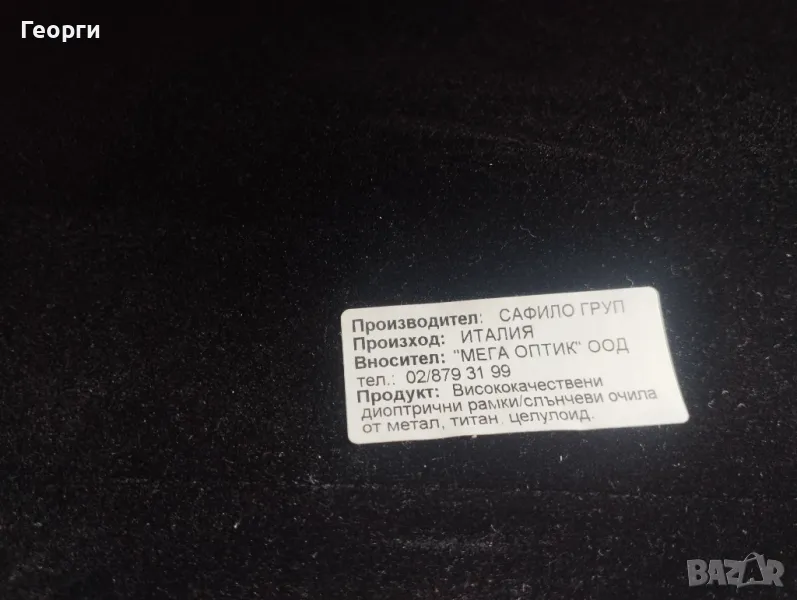 Георги
Производител: САФИЛО ГРУП
Произход: ИТАЛИЯ
Вносител: "МЕГА ОПТИК" ООД
тел.: 02/879 31 99
Продукт: Висококачествени
диоптрични рамки/слънчеви очила
от метал, титан, целулоид.
BAZAR